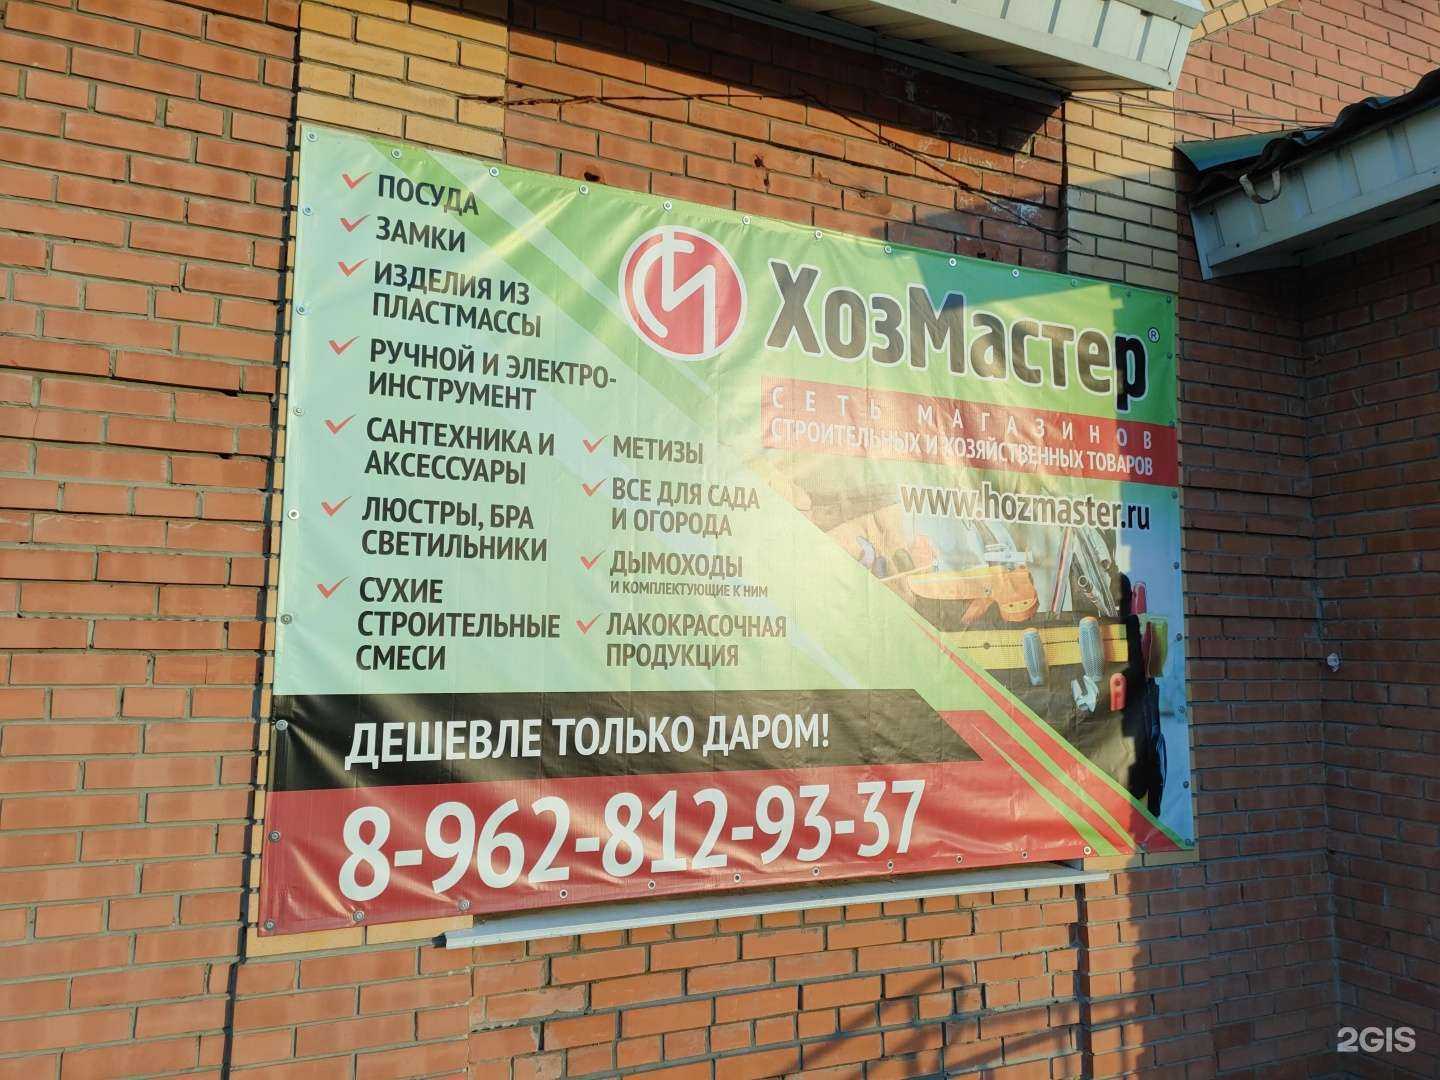 ПОСУДА
ЗАМКИ
ИЗДЕЛИЯ ИЗ
ПЛАСТМАССЫ
РУЧНОЙ И ЭЛЕКТРО-
ИНСТРУМЕНТ
САНТЕХНИКА И
АКСЕССУАРЫ
ЛЮСТРЫ, БРА
СВЕТИЛЬНИКИ
СУХИЕ
СТРОИТЕЛЬНЫЕ
СМЕСИ
МЕТИЗЫ
ВСЕ ДЛЯ САДА
И ОГОРОДА
ДЫМОХОДЫ
И КОМПЛЕКТУЮЩИЕ К НИМ
ЛАКОКРАСОЧНАЯ
ПРОДУКЦИЯ
ХозМастер®
СЕТЬ МАГАЗИНОВ
СТРОИТЕЛЬНЫХ И ХОЗЯЙСТВЕННЫХ ТОВАРОВ
www.hozmaster.ru
ДЕШЕВЛЕ ТОЛЬКО ДАРОМ!
8-962-812-93-37
2GIS